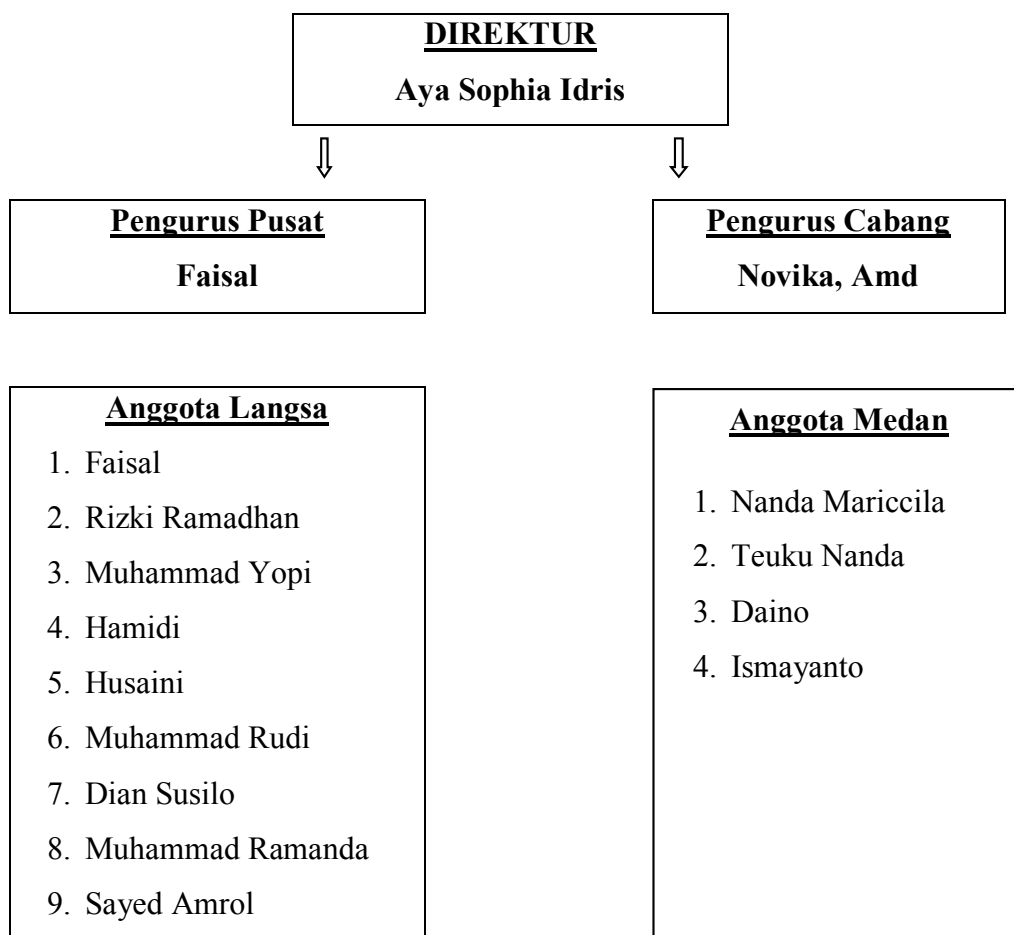 DIREKTUR
Aya Sophia Idris
Pengurus Pusat
Faisal
Pengurus Cabang
Novika, Amd
Anggota Langsa
1. Faisal
2. Rizki Ramadhan
3. Muhammad Yopi
4. Hamidi
5. Husaini
6. Muhammad Rudi
7. Dian Susilo
8. Muhammad Ramanda
9. Sayed Amrol
Anggota Medan
1. Nanda Mariccila
2. Teuku Nanda
3. Daino
4. Ismayanto